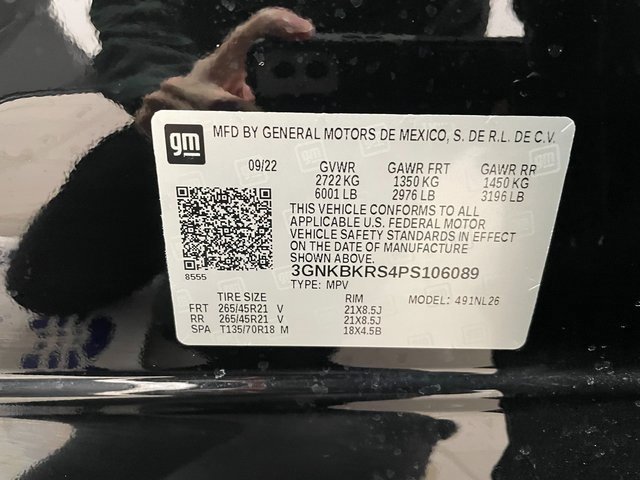 gm MFD BY GENERAL MOTORS DE MEXICO, S. DE R.L. DE C.V.
09/22 GVWR GAWR FRT GAWR RR
2722 KG 1350 KG 1450 KG
6001 LB 2976 LB 3196 LB
THIS VEHICLE CONFORMS TO ALL
APPLICABLE U.S. FEDERAL MOTOR
VEHICLE SAFETY STANDARDS IN EFFECT
ON THE DATE OF MANUFACTURE
SHOWN ABOVE.
8555 3GNKBKRS4PS106089
TYPE: MPV
TIRE SIZE RIM MODEL: 491NL26
FRT 265/45R21 V 21X8.5J
RR 265/45R21 V 21X8.5J
SPA T135/70R18 M 18X4.5B